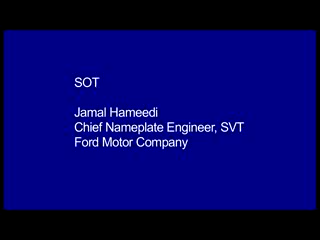 SOT
Jamal Hameedi
Chief Nameplate Engineer, SVT
Ford Motor Company